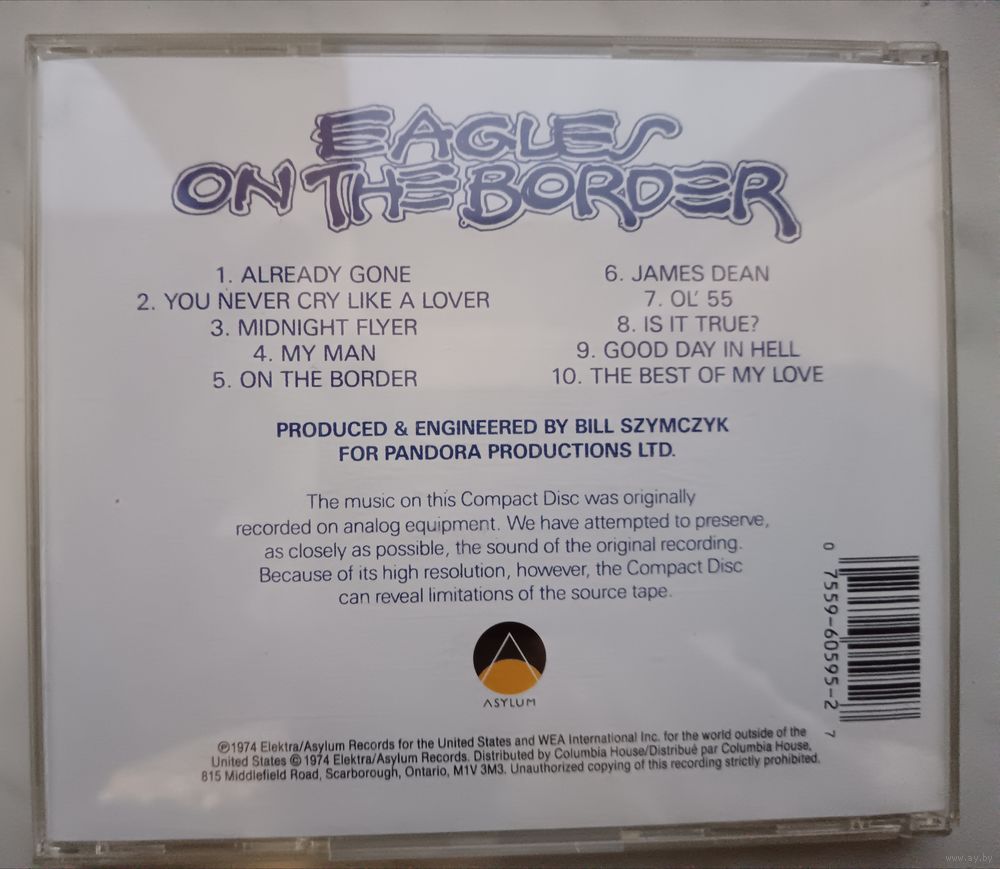 EAGLES
ON THE BORDER
1. ALREADY GONE
2. YOU NEVER CRY LIKE A LOVER
3. MIDNIGHT FLYER
4. MY MAN
5. ON THE BORDER
6. JAMES DEAN
7. OL' 55
8. IS IT TRUE?
9. GOOD DAY IN HELL
10. THE BEST OF MY LOVE
PRODUCED & ENGINEERED BY BILL SZYMCZYK
FOR PANDORA PRODUCTIONS LTD.
The music on this Compact Disc was originally
recorded on analog equipment. We have attempted to preserve,
as closely as possible, the sound of the original recording.
Because of its high resolution, however, the Compact Disc
can reveal limitations of the source tape.
ASYLUM
0 7559-60595-2 7
℗1974 Elektra/Asylum Records for the United States and WEA International Inc. for the world outside of the
United States © 1974 Elektra/Asylum Records. Distributed by Columbia House/Distribué par Columbia House,
815 Middlefield Road, Scarborough, Ontario, M1V 3M3. Unauthorized copying of this recording strictly prohibited.
www.ay.by